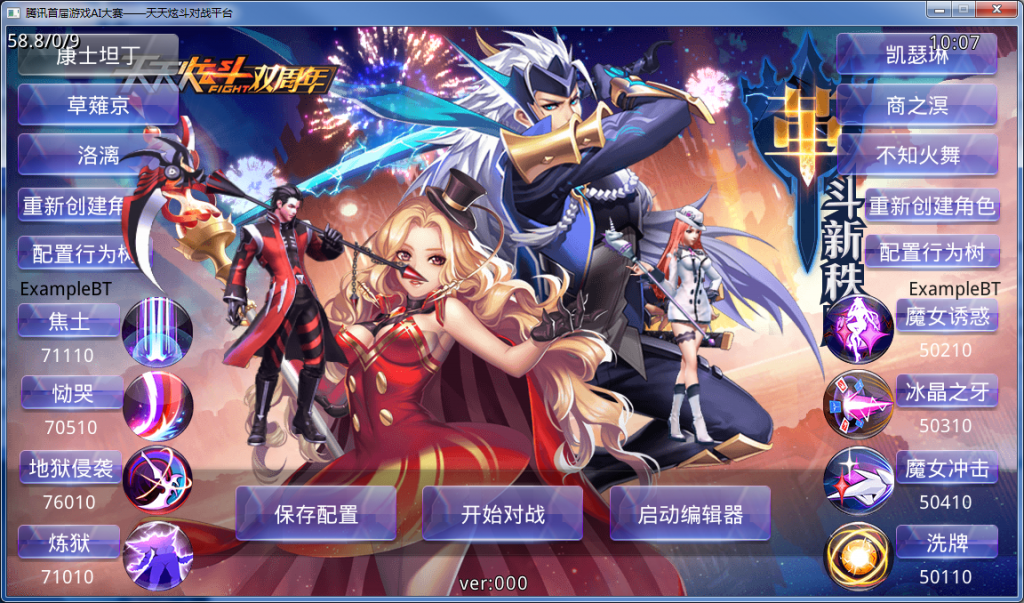 腾讯首届游戏AI大赛——天天炫斗对战平台
58.8/0/9
10:07
康士坦丁
天天炫斗双周年
FIGHT
凯瑟琳
草薙京
商之溟
洛漓
不知火舞
斗新秩
重新创建角
重新创建角色
配置行为树
配置行为树
ExampleBT
ExampleBT
焦土
71110
魔女诱惑
50210
恸哭
70510
冰晶之牙
50310
地狱侵袭
76010
魔女冲击
50410
保存配置
开始对战
启动编辑器
炼狱
71010
洗牌
50110
ver:000